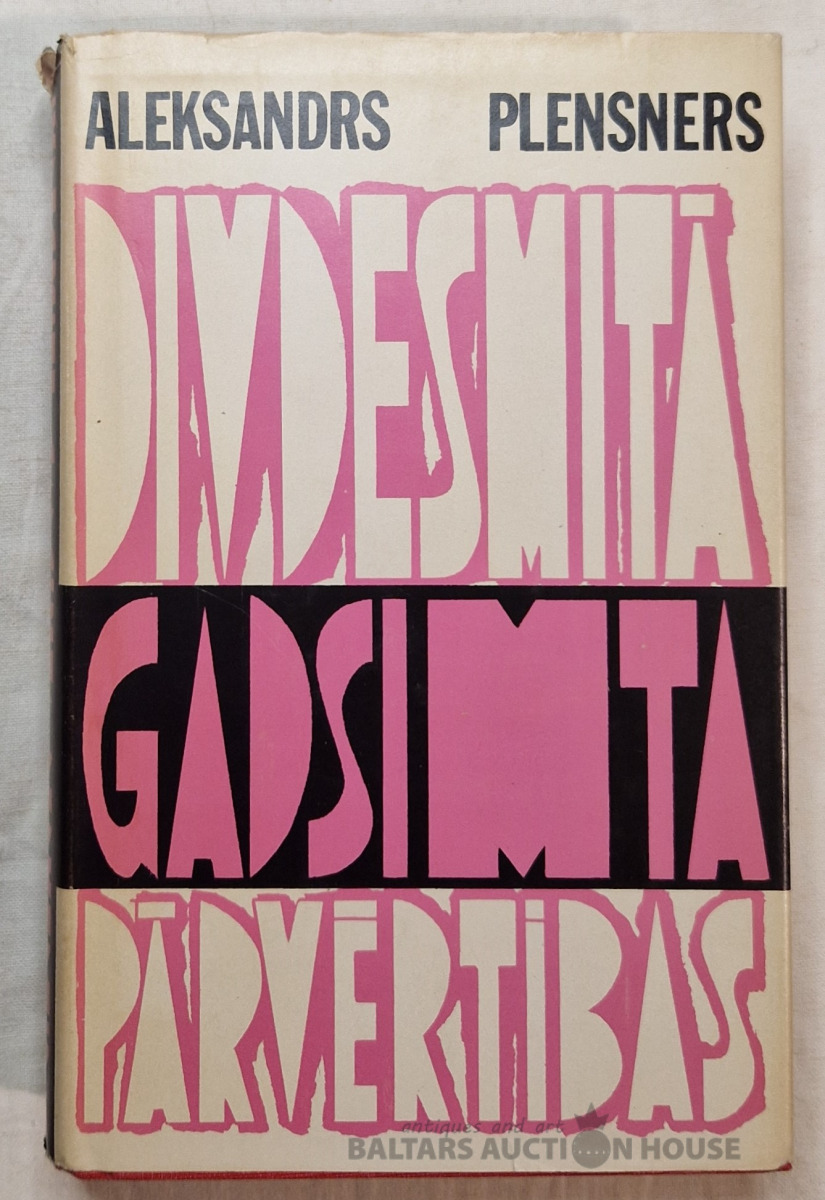 ALEKSANDRS PLENSNERS
DIVDESMITĀ
GADSIMTA
PĀRVĒRTĪBAS
antiques and art
BALTARS AUCTION HOUSE